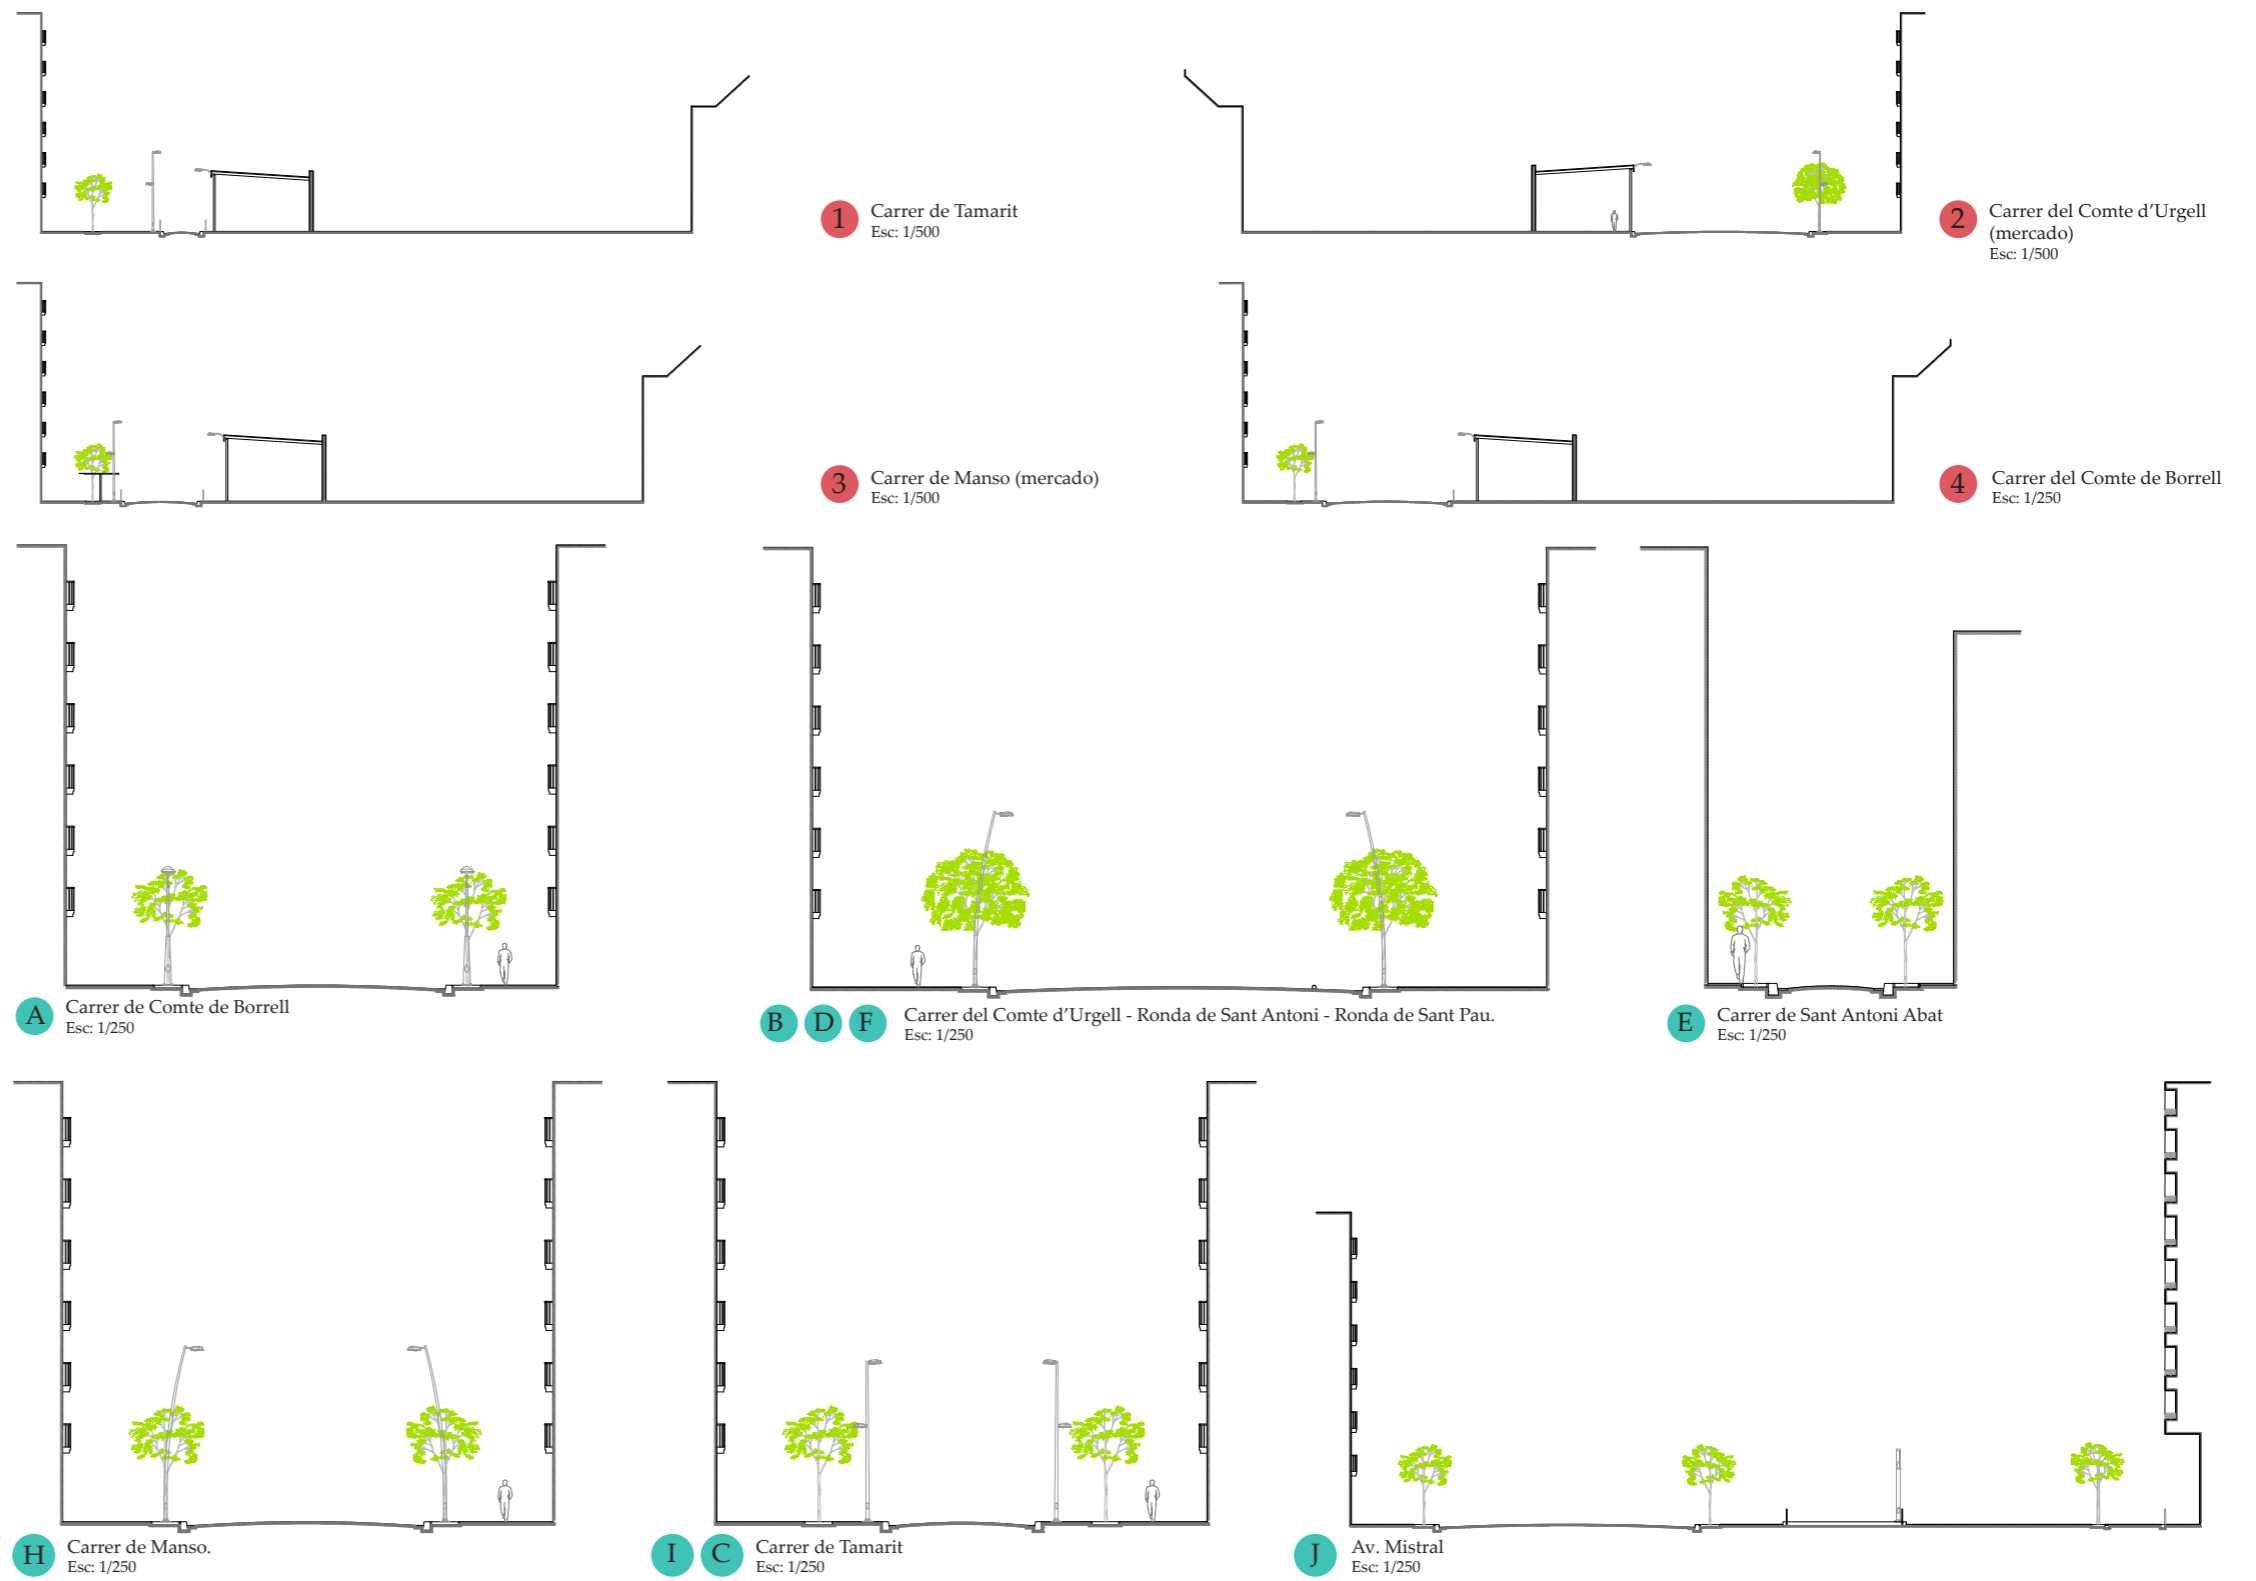 1 Carrer de Tamarit
Esc: 1/500
2 Carrer del Comte d’Urgell
(mercado)
Esc: 1/500
3 Carrer de Manso (mercado)
Esc: 1/500
4 Carrer del Comte de Borrell
Esc: 1/250
A Carrer de Comte de Borrell
Esc: 1/250
B D F Carrer del Comte d’Urgell - Ronda de Sant Antoni - Ronda de Sant Pau.
Esc: 1/250
E Carrer de Sant Antoni Abat
Esc: 1/250
H Carrer de Manso.
Esc: 1/250
I C Carrer de Tamarit
Esc: 1/250
J Av. Mistral
Esc: 1/250